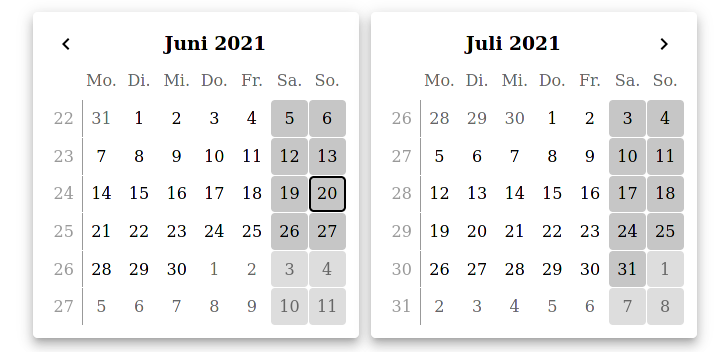 Juni 2021
Mo. Di. Mi. Do. Fr. Sa. So.
22 31 1 2 3 4 5 6
23 7 8 9 10 11 12 13
24 14 15 16 17 18 19 20
25 21 22 23 24 25 26 27
26 28 29 30 1 2 3 4
27 5 6 7 8 9 10 11
Juli 2021
Mo. Di. Mi. Do. Fr. Sa. So.
26 28 29 30 1 2 3 4
27 5 6 7 8 9 10 11
28 12 13 14 15 16 17 18
29 19 20 21 22 23 24 25
30 26 27 28 29 30 31 1
31 2 3 4 5 6 7 8